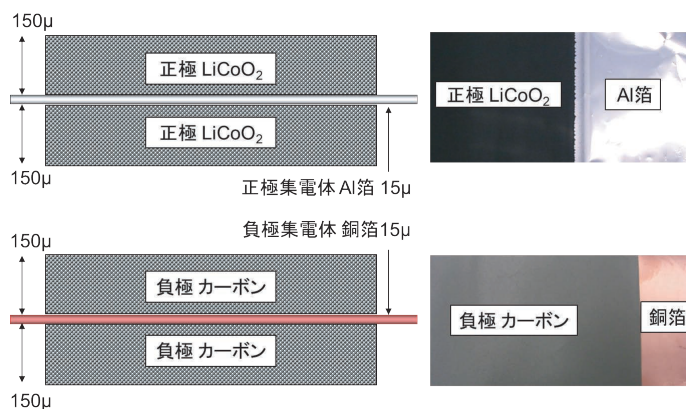 150μ
正極 LiCoO₂
正極 LiCoO₂
150μ
正極集電体 Al箔 15μ
正極 LiCoO₂
Al箔
負極集電体 銅箔15μ
150μ
負極 カーボン
負極 カーボン
150μ
負極 カーボン
銅箔